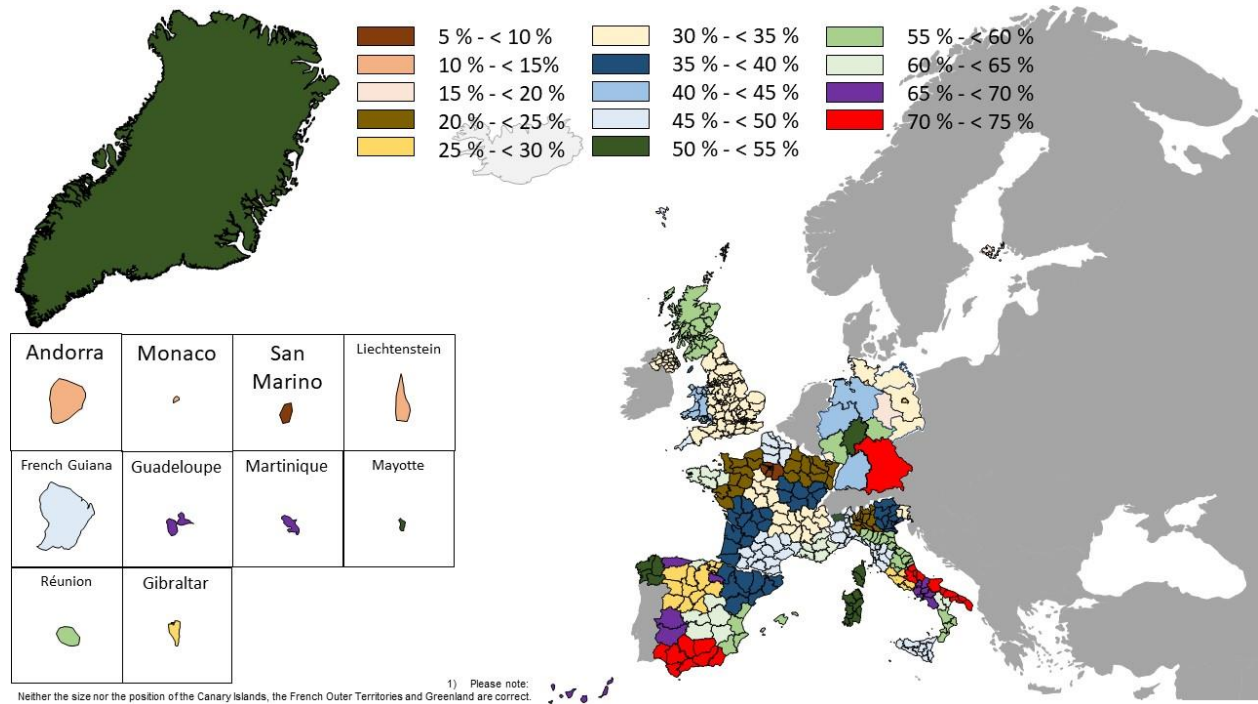 5 % - < 10 %
10 % - < 15%
15 % - < 20 %
20 % - < 25 %
25 % - < 30 %
30 % - < 35 %
35 % - < 40 %
40 % - < 45 %
45 % - < 50 %
50 % - < 55 %
55 % - < 60 %
60 % - < 65 %
65 % - < 70 %
70 % - < 75 %
Andorra
Monaco
San
Marino
Liechtenstein
French Guiana
Guadeloupe
Martinique
Mayotte
Réunion
Gibraltar
1) Please note:
Neither the size nor the position of the Canary Islands, the French Outer Territories and Greenland are correct.